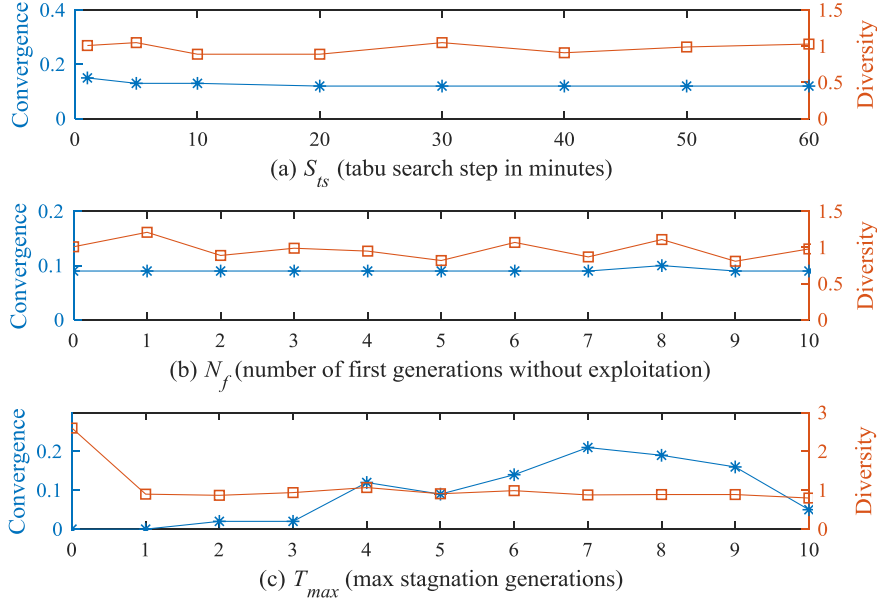 Convergence
0.4
0.2
0
1.5
1
0.5
0
Diversity
0 10 20 30 40 50 60
(a) S_ts (tabu search step in minutes)
Convergence
0.2
0.1
0
1.5
1
0.5
0
Diversity
0 1 2 3 4 5 6 7 8 9 10
(b) N_f (number of first generations without exploitation)
Convergence
0.2
0.1
0
3
2
1
0
Diversity
0 1 2 3 4 5 6 7 8 9 10
(c) T_max (max stagnation generations)